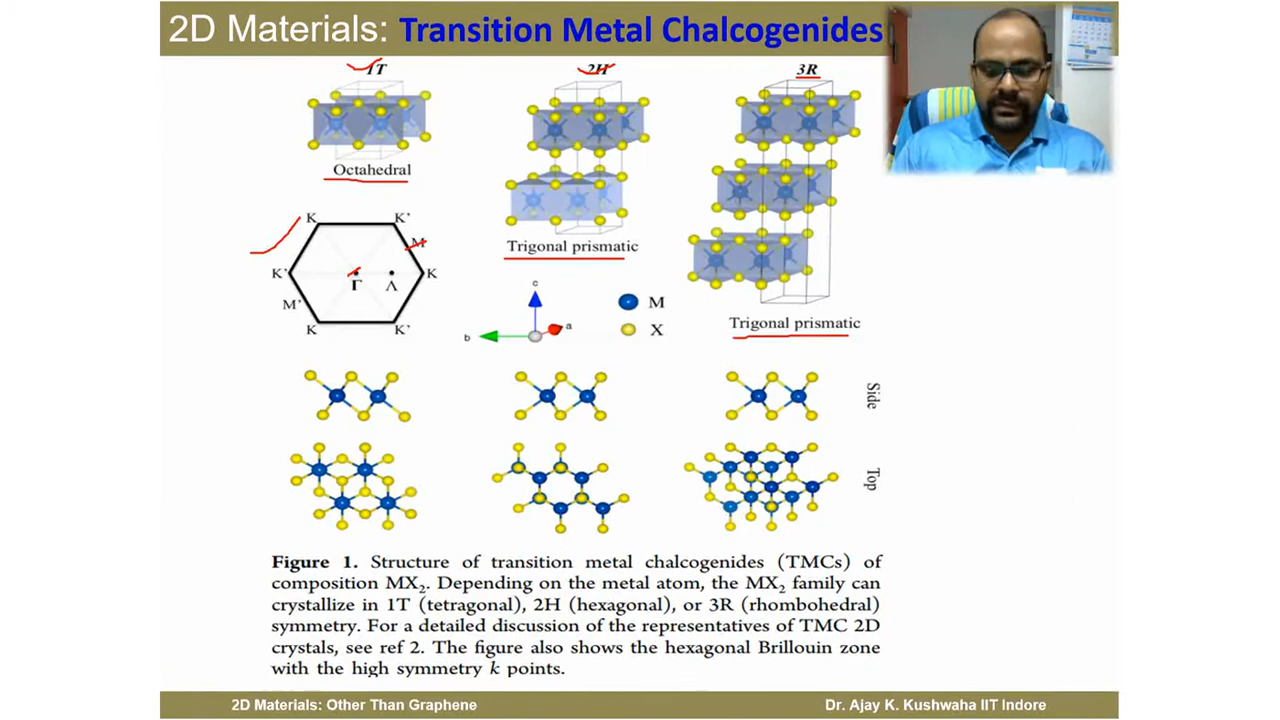 2D Materials: Transition Metal Chalcogenides
1T
2H
3R
Octahedral
Trigonal prismatic
Trigonal prismatic
K
K'
M
K'
Γ
Λ
K
M'
K
K'
c
a
b
M
X
Side
Top
Figure 1. Structure of transition metal chalcogenides (TMCs) of
composition MX₂. Depending on the metal atom, the MX₂ family can
crystallize in 1T (tetragonal), 2H (hexagonal), or 3R (rhombohedral)
symmetry. For a detailed discussion of the representatives of TMC 2D
crystals, see ref 2. The figure also shows the hexagonal Brillouin zone
with the high symmetry k points.
2D Materials: Other Than Graphene
Dr. Ajay K. Kushwaha IIT Indore